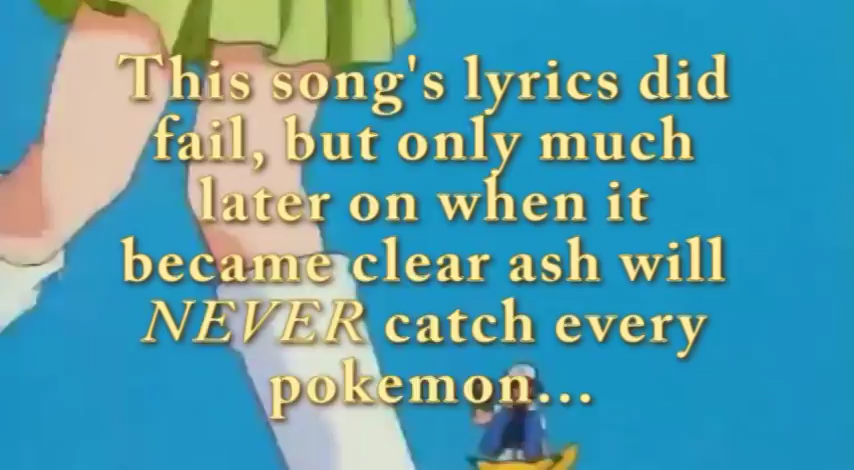 This song's lyrics did
fail, but only much
later on when it
became clear ash will
NEVER catch every
pokemon...